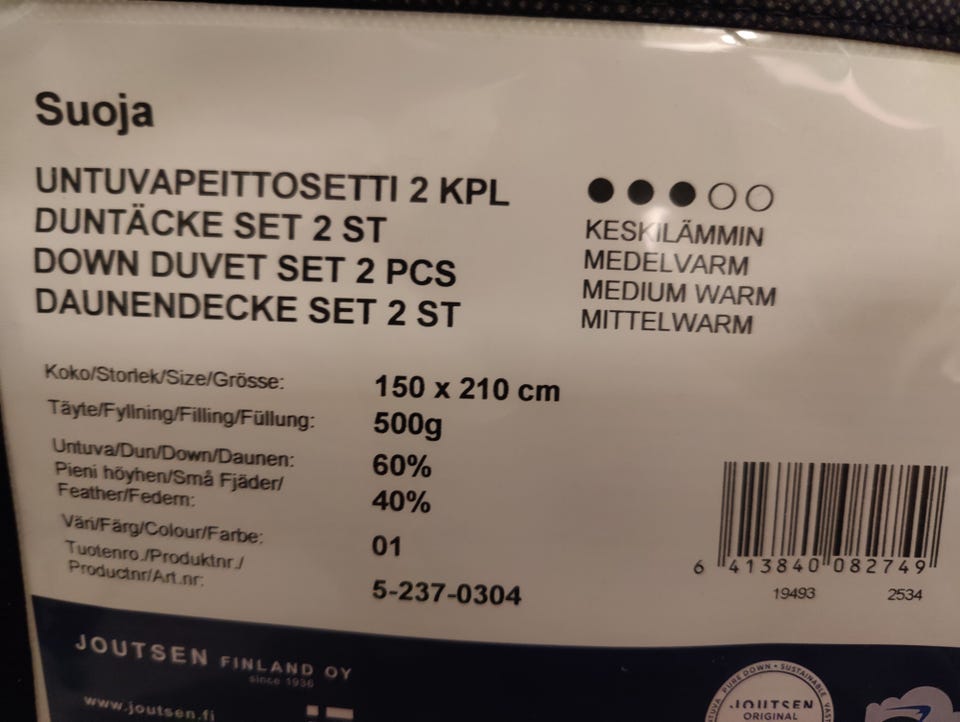 Suoja
UNTUVAPEITTOSETTI 2 KPL
DUNTÄCKE SET 2 ST
DOWN DUVET SET 2 PCS
DAUNENDECKE SET 2 ST
KESKILÄMMIN
MEDELVARM
MEDIUM WARM
MITTELWARM
Koko/Storlek/Size/Grösse: 150 x 210 cm
Täyte/Fyllning/Filling/Füllung: 500g
Untuva/Dun/Down/Daunen: 60%
Pieni höyhen/Små Fjäder/
Feather/Federn: 40%
Väri/Färg/Colour/Farbe: 01
Tuotenro./Produktnr./
Productnr/Art.nr: 5-237-0304
6 413840 082749
19493 2534
JOUTSEN FINLAND OY
since 1936
www.joutsen.fi
PURE DOWN • SUSTAINABLE
JOUTSEN
ORIGINAL